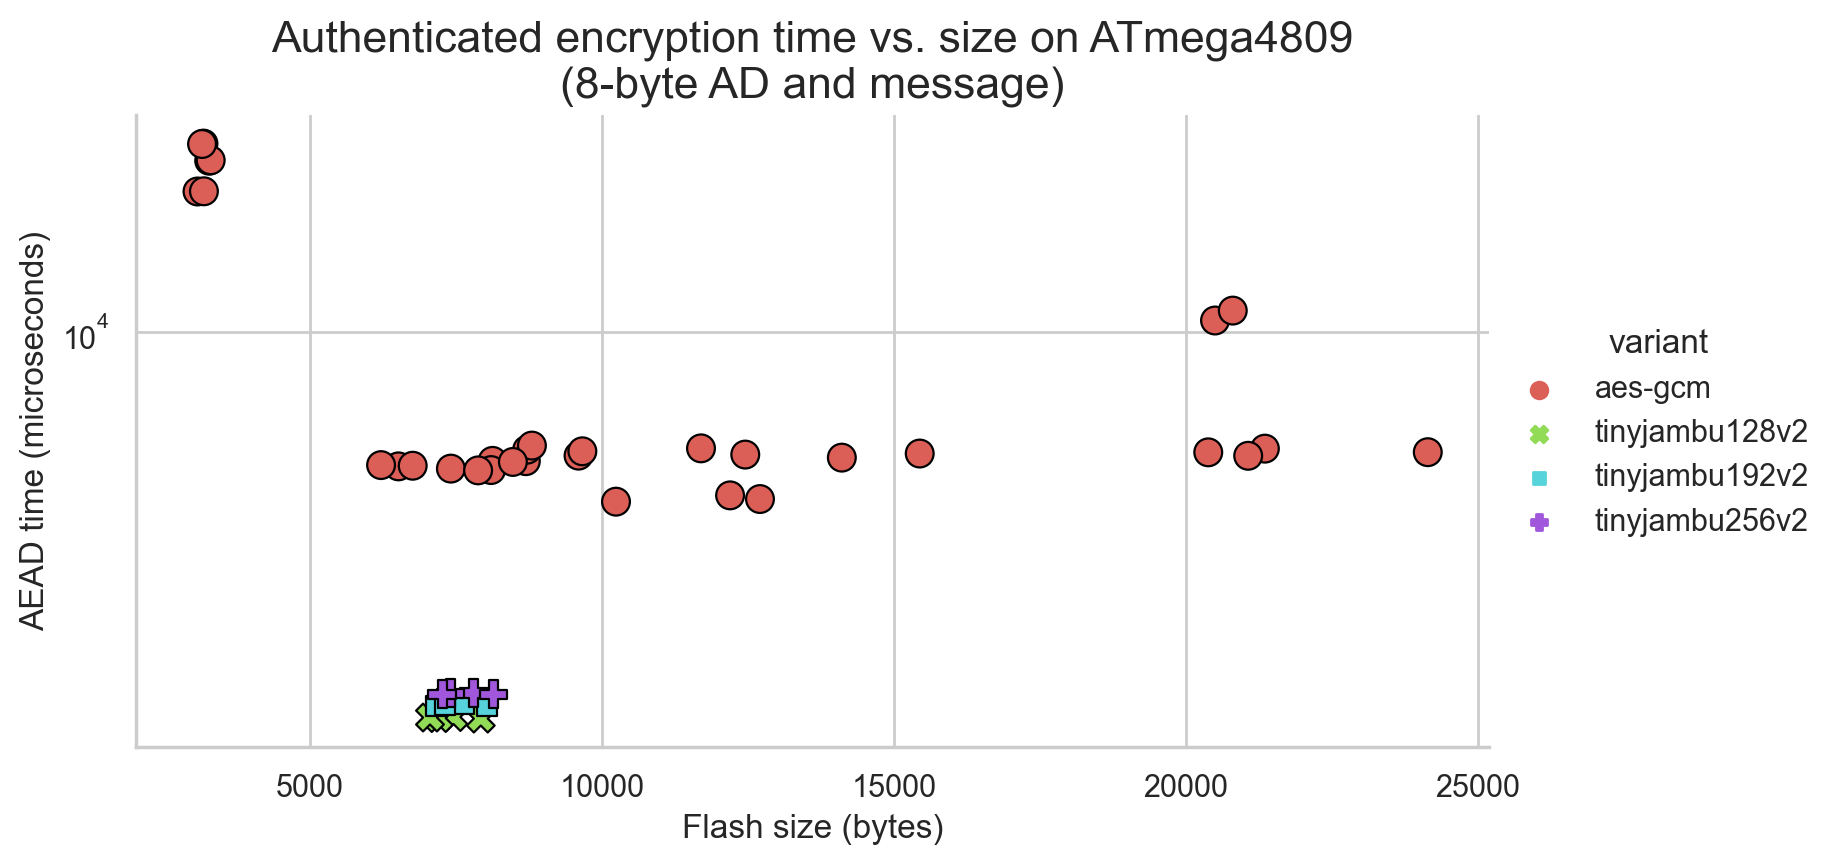 Authenticated encryption time vs. size on ATmega4809
(8-byte AD and message)
AEAD time (microseconds)
10⁴
5000
10000
15000
20000
25000
Flash size (bytes)
variant
aes-gcm
tinyjambu128v2
tinyjambu192v2
tinyjambu256v2